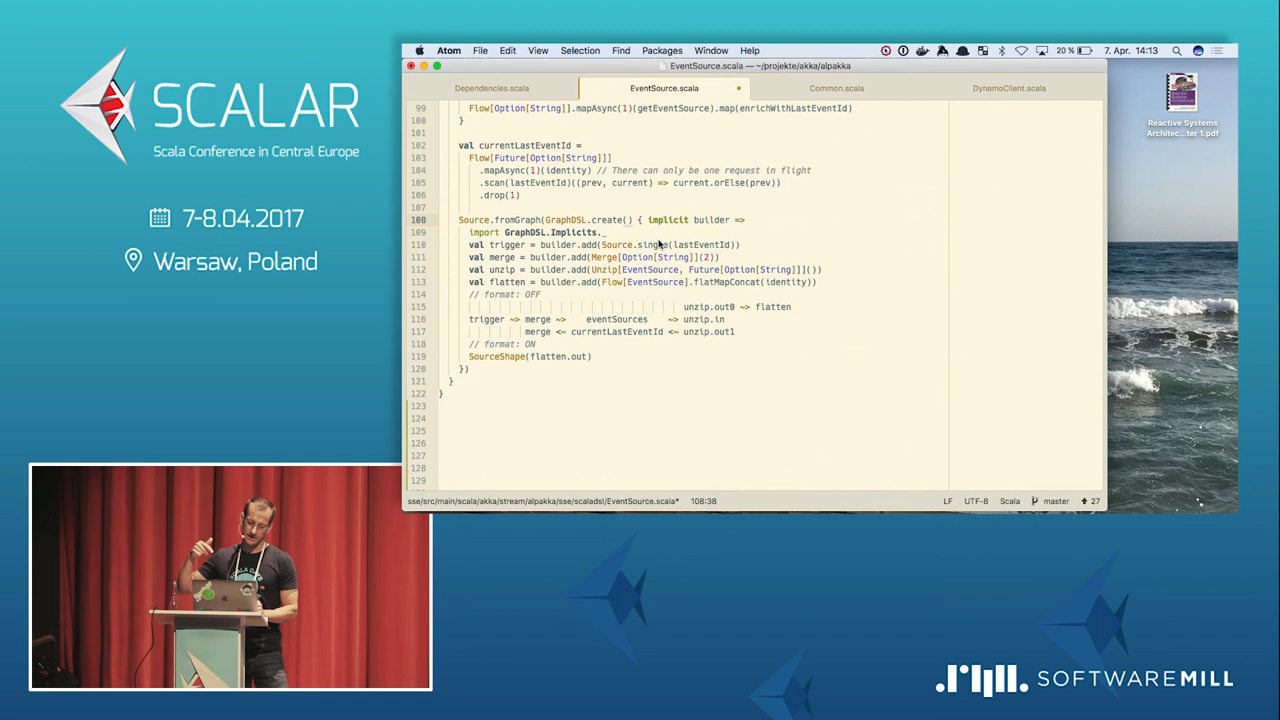 SCALAR
Scala Conference in Central Europe
7-8.04.2017
Warsaw, Poland
Atom File Edit View Selection Find Packages Window Help 20 % 7. Apr. 14:13
EventSource.scala — ~/projekte/akka/alpakka
Dependencies.scala EventSource.scala Common.scala DynamoClient.scala
99 Flow[Option[String]].mapAsync(1)(getEventSource).map(enrichWithLastEventId)
100 }
101
102 val currentLastEventId =
103 Flow[Future[Option[String]]]
104 .mapAsync(1)(identity) // There can only be one request in flight
105 .scan(lastEventId)((prev, current) => current.orElse(prev))
106 .drop(1)
107
108 Source.fromGraph(GraphDSL.create() { implicit builder =>
109 import GraphDSL.Implicits._
110 val trigger = builder.add(Source.single(lastEventId))
111 val merge = builder.add(Merge[Option[String]](2))
112 val unzip = builder.add(Unzip[EventSource, Future[Option[String]]]())
113 val flatten = builder.add(Flow[EventSource].flatMapConcat(identity))
114 // format: OFF
115 unzip.out0 ~> flatten
116 trigger ~> merge ~> eventSources ~> unzip.in
117 merge <~ currentLastEventId <~ unzip.out1
118 // format: ON
119 SourceShape(flatten.out)
120 })
121 }
122 }
123
124
125
126
127
128
129
sse/src/main/scala/akka/stream/alpakka/sse/scaladsl/EventSource.scala* 108:38 LF UTF-8 Scala master 27
Reactive Systems
Architec...ter 1.pdf
SCALA DAYS
SOFTWAREMILL